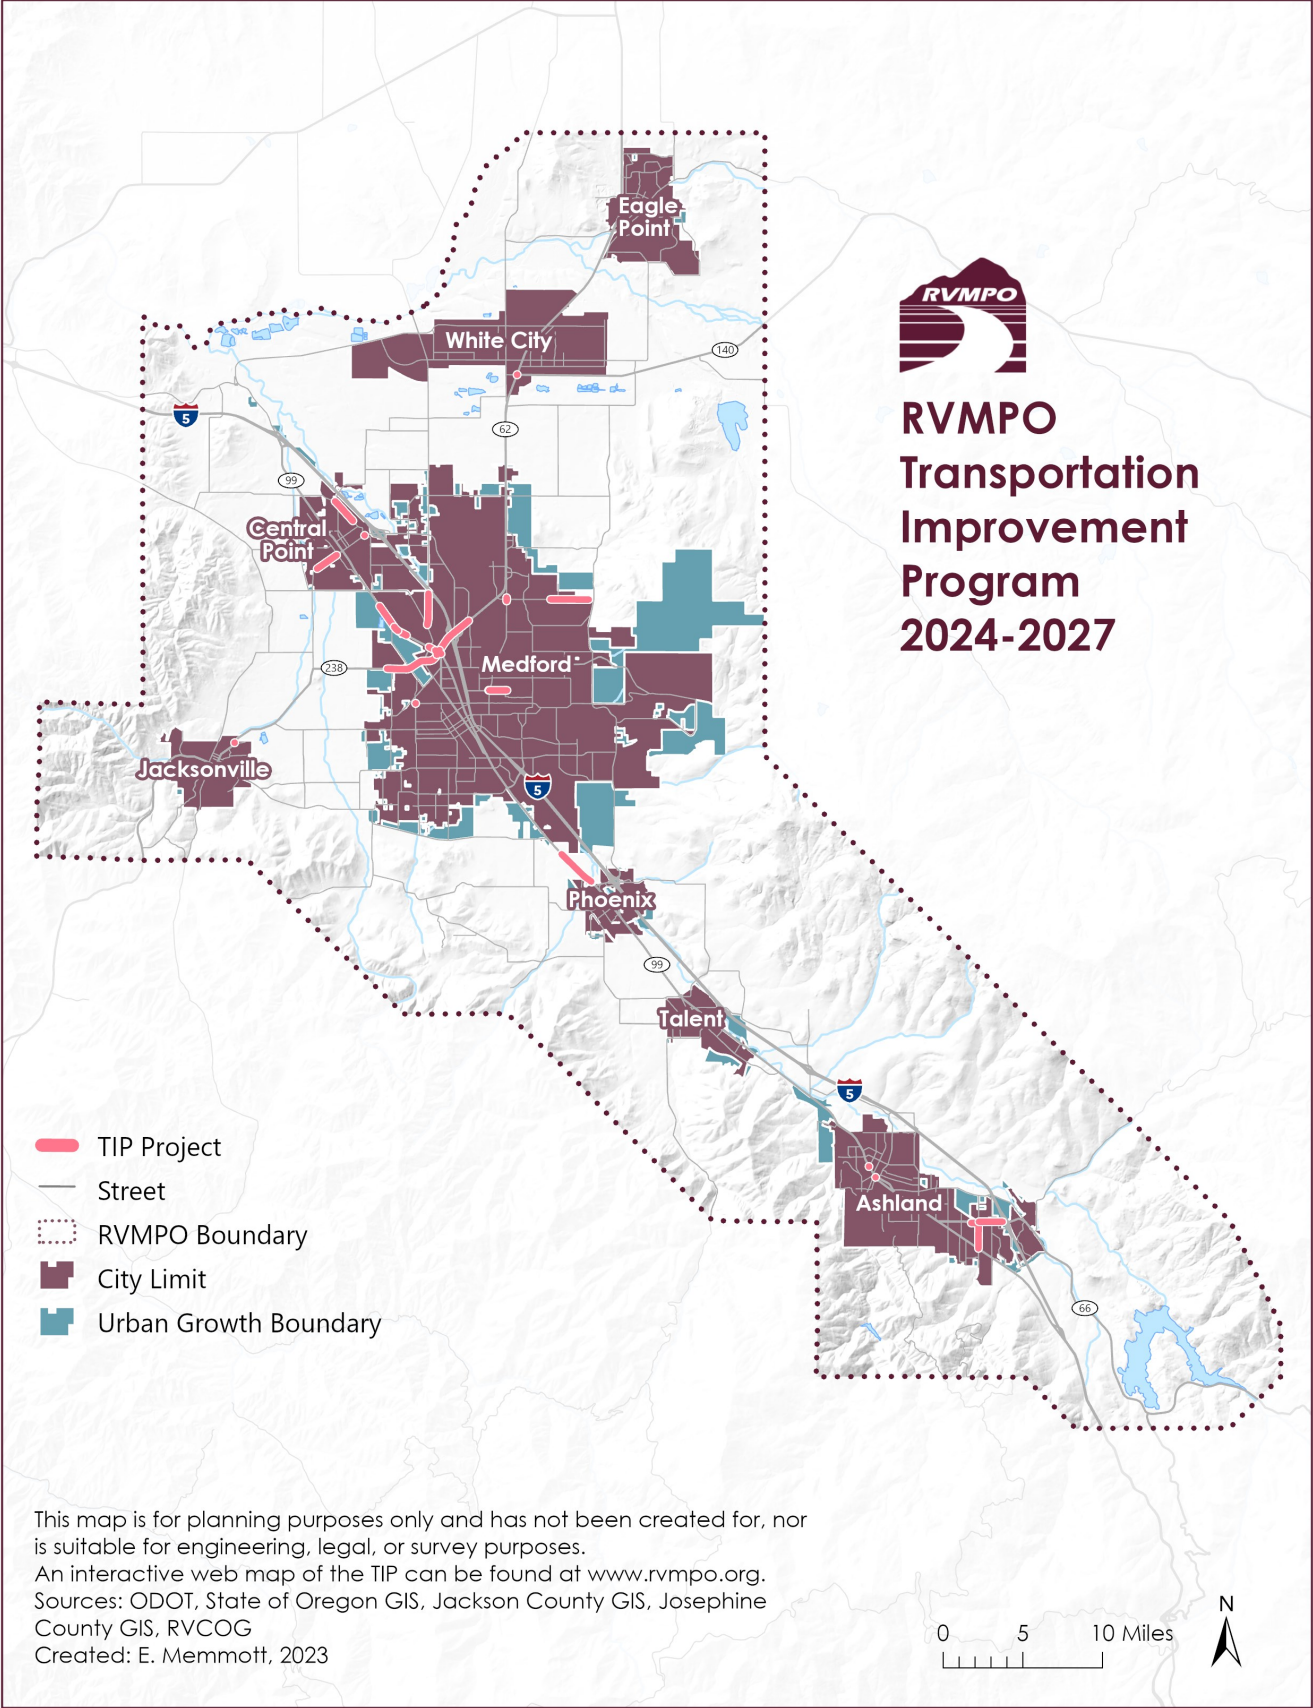 Eagle
Point
RVMPO
White City
140
RVMPO
Transportation
Improvement
Program
2024-2027
5
62
99
Central
Point
Medford
238
Jacksonville
5
Phoenix
99
Talent
5
Ashland
66
TIP Project
Street
RVMPO Boundary
City Limit
Urban Growth Boundary
This map is for planning purposes only and has not been created for, nor
is suitable for engineering, legal, or survey purposes.
An interactive web map of the TIP can be found at www.rvmpo.org.
Sources: ODOT, State of Oregon GIS, Jackson County GIS, Josephine
County GIS, RVCOG
Created: E. Memmott, 2023
0 5 10 Miles
N